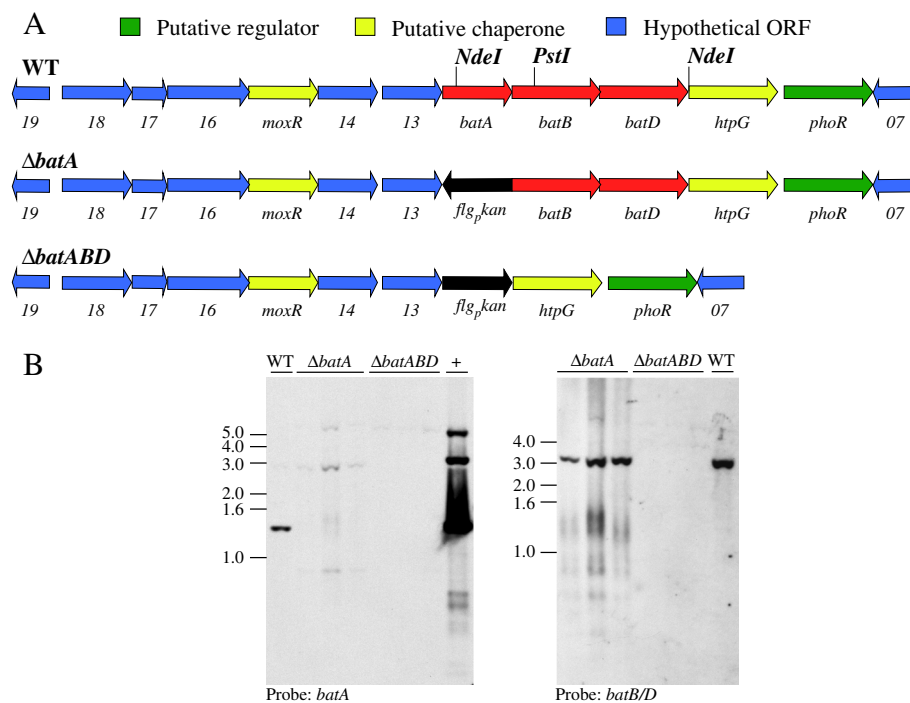 A
Putative regulator
Putative chaperone
Hypothetical ORF
WT
NdeI
PstI
NdeI
19 18 17 16 moxR 14 13 batA batB batD htpG phoR 07
ΔbatA
19 18 17 16 moxR 14 13 flgpkan batB batD htpG phoR 07
ΔbatABD
19 18 17 16 moxR 14 13 flgpkan htpG phoR 07
B
WT ΔbatA ΔbatABD +
5.0
4.0
3.0
2.0
1.6
1.0
Probe: batA
ΔbatA ΔbatABD WT
4.0
3.0
2.0
1.6
1.0
Probe: batB/D